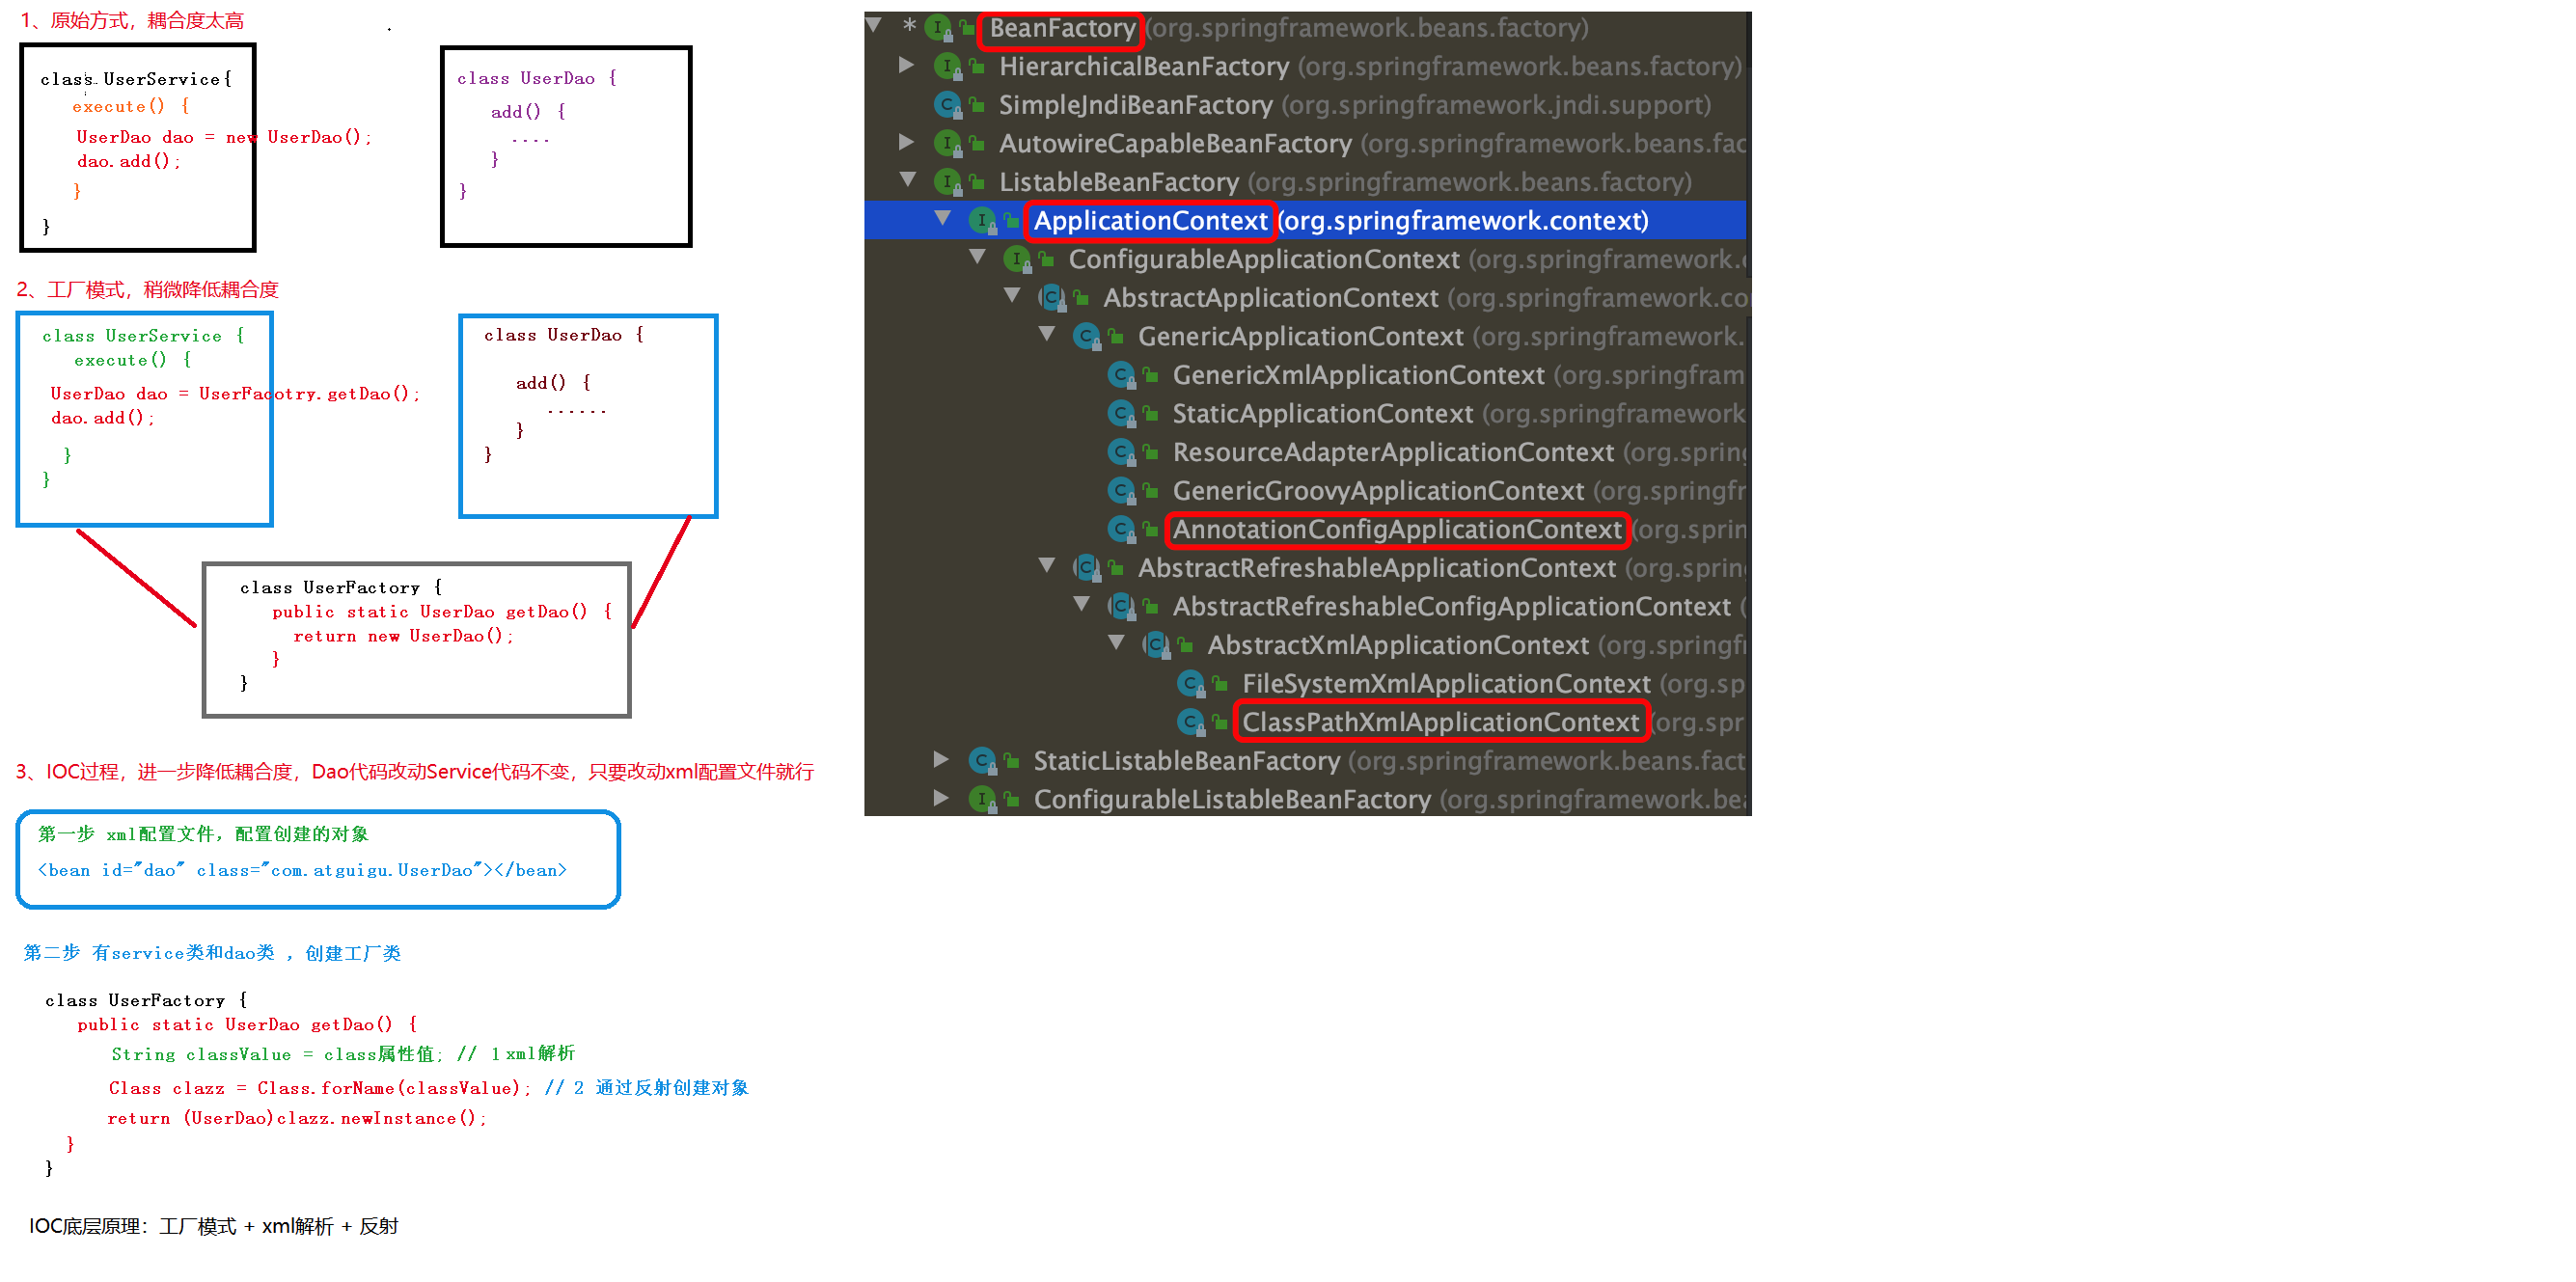 1、原始方式，耦合度太高
class UserService{
execute() {
UserDao dao = new UserDao();
dao.add();
}
}
class UserDao {
add() {
....
}
}
2、工厂模式，稍微降低耦合度
class UserService {
execute() {
UserDao dao = UserFacotry.getDao();
dao.add();
}
}
class UserDao {
add() {
......
}
}
class UserFactory {
public static UserDao getDao() {
return new UserDao();
}
}
3、IOC过程，进一步降低耦合度，Dao代码改动Service代码不变，只要改动xml配置文件就行
第一步 xml配置文件，配置创建的对象
<bean id="dao" class="com.atguigu.UserDao"></bean>
第二步 有service类和dao类 ，创建工厂类
class UserFactory {
public static UserDao getDao() {
String classValue = class属性值; // 1 xml解析
Class clazz = Class.forName(classValue); // 2 通过反射创建对象
return (UserDao)clazz.newInstance();
}
}
IOC底层原理：工厂模式 + xml解析 + 反射
* BeanFactory (org.springframework.beans.factory)
HierarchicalBeanFactory (org.springframework.beans.factory)
SimpleJndiBeanFactory (org.springframework.jndi.support)
AutowireCapableBeanFactory (org.springframework.beans.fac
ListableBeanFactory (org.springframework.beans.factory)
ApplicationContext (org.springframework.context)
ConfigurableApplicationContext (org.springframework.
AbstractApplicationContext (org.springframework.co
GenericApplicationContext (org.springframework.
GenericXmlApplicationContext (org.springfram
StaticApplicationContext (org.springframework
ResourceAdapterApplicationContext (org.spring
GenericGroovyApplicationContext (org.springfr
AnnotationConfigApplicationContext (org.sprin
AbstractRefreshableApplicationContext (org.spring
AbstractRefreshableConfigApplicationContext (
AbstractXmlApplicationContext (org.springf
FileSystemXmlApplicationContext (org.sp
ClassPathXmlApplicationContext (org.spr
StaticListableBeanFactory (org.springframework.beans.fact
ConfigurableListableBeanFactory (org.springframework.bea